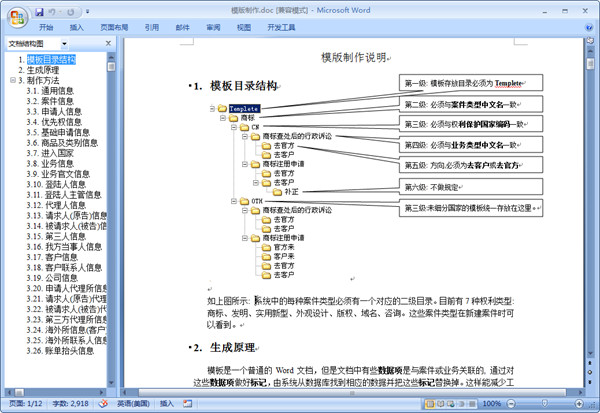 模版制作.doc [兼容模式] - Microsoft Word
开始 插入 页面布局 引用 邮件 审阅 视图 开发工具
文档结构图
1. 模板目录结构
2. 生成原理
3. 制作方法
3.1. 通用信息
3.2. 案件信息
3.3. 申请人信息
3.4. 优先权信息
3.5. 基础申请信息
3.6. 商品及类别信息
3.7. 进入国家
3.8. 业务信息
3.9. 业务官文信息
3.10. 登陆人信息
3.11. 登陆人主管信息
3.12. 代理人信息
3.13. 请求人(原告)信息
3.14. 被请求人(被告)信
3.15. 第三人信息
3.16. 我方当事人信息
3.17. 客户信息
3.18. 客户联系人信息
3.19. 公司信息
3.20. 申请人代理所信息
3.21. 请求人(原告)代理
3.22. 被请求人(被告)代
3.23. 第三方代理所信息
3.24. 海外所信息(客户)
3.25. 海外所联系人信息
3.26. 账单抬头信息
模版制作说明
1. 模板目录结构
Templete
商标
CN
商标查处后的行政诉讼
去官方
去客户
商标注册申请
去官方
去客户
补正
OTH
商标查处后的行政诉讼
去官方
去客户
商标注册申请
官方来
客户来
去官方
去客户
第一级: 模板存放目录必须为 Templete
第二级: 必须与案件类型中文名一致
第三级: 必须与权利保护国家编码一致
第四级: 必须与业务类型中文名一致
第五级: 方向,必须为去客户或去官方
第六级: 不做规定
第三级:未细分国家的模板统一存放在这里
如上图所示: 系统中的每种案件类型必须有一个对应的二级目录。目前有 7 种权利类型:
商标、发明、实用新型、外观设计、版权、域名、咨询。这些案件类型在新建案件时可
以看到。
2. 生成原理
模板是一个普通的 Word 文档，但是文档中有些数据项是与案件或业务关联的. 通过对
这些数据项做好标记，由系统从数据库找到相应的数据并把这些标记替换掉。这样能减少工
页面: 1/12 字数: 2,918 英语(美国) 插入 100%